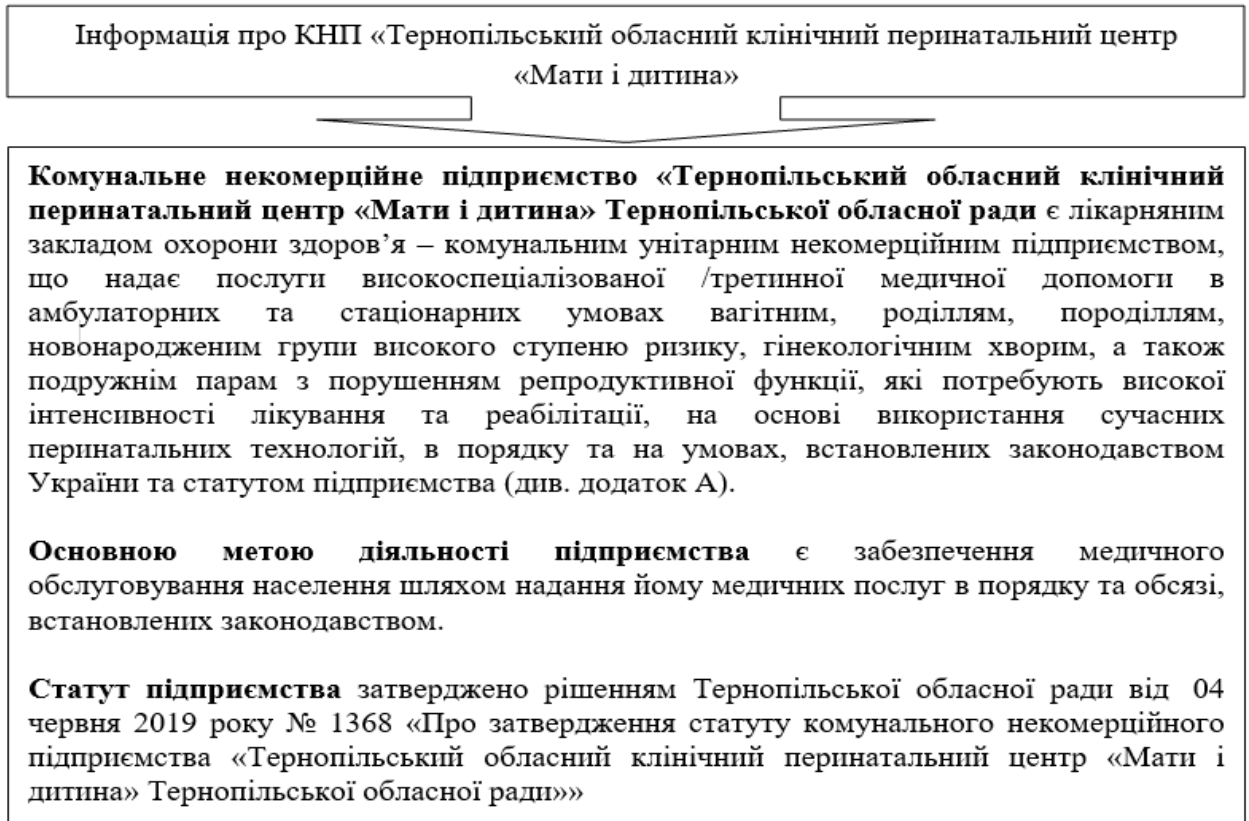 Інформація про КНП «Тернопільський обласний клінічний перинатальний центр
«Мати і дитина»
Комунальне некомерційне підприємство «Тернопільський обласний клінічний
перинатальний центр «Мати і дитина» Тернопільської обласної ради є лікарняним
закладом охорони здоров’я – комунальним унітарним некомерційним підприємством,
що надає послуги високоспеціалізованої /третинної медичної допомоги в
амбулаторних та стаціонарних умовах вагітним, роділлям, породіллям,
новонародженим групи високого ступеню ризику, гінекологічним хворим, а також
подружнім парам з порушенням репродуктивної функції, які потребують високої
інтенсивності лікування та реабілітації, на основі використання сучасних
перинатальних технологій, в порядку та на умовах, встановлених законодавством
України та статутом підприємства (див. додаток А).
Основною метою діяльності підприємства є забезпечення медичного
обслуговування населення шляхом надання йому медичних послуг в порядку та обсязі,
встановлених законодавством.
Статут підприємства затверджено рішенням Тернопільської обласної ради від 04
червня 2019 року № 1368 «Про затвердження статуту комунального некомерційного
підприємства «Тернопільський обласний клінічний перинатальний центр «Мати і
дитина» Тернопільської обласної ради»»